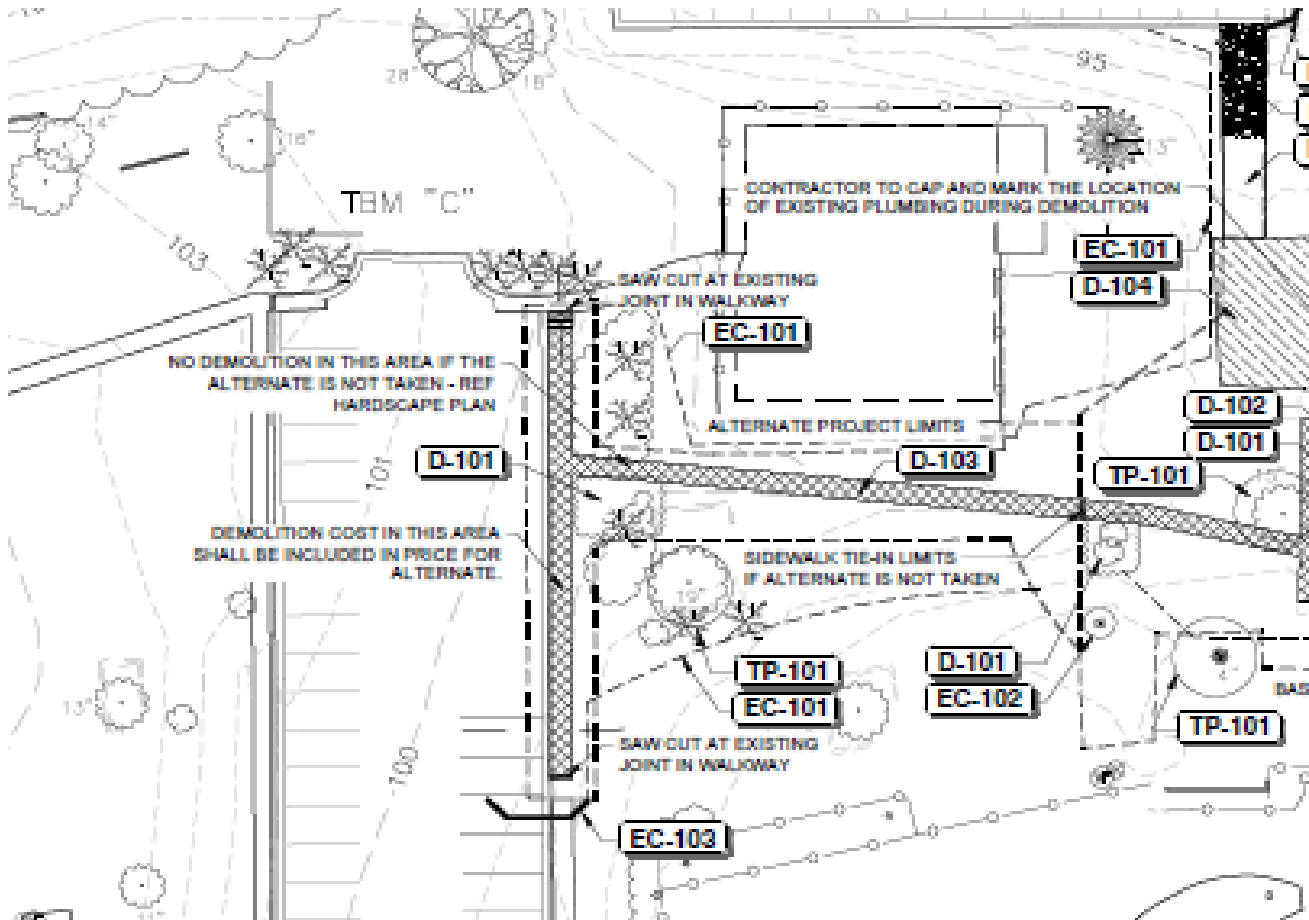 28"
18"
95
14"
16"
13"
TBM "C"
CONTRACTOR TO CAP AND MARK THE LOCATION
OF EXISTING PLUMBING DURING DEMOLITION
103
EC-101
D-104
SAW CUT AT EXISTING
JOINT IN WALKWAY
EC-101
NO DEMOLITION IN THIS AREA IF THE
ALTERNATE IS NOT TAKEN - REF
HARDSCAPE PLAN
D-102
ALTERNATE PROJECT LIMITS
D-101
D-101
D-103
TP-101
101
DEMOLITION COST IN THIS AREA
SHALL BE INCLUDED IN PRICE FOR
ALTERNATE.
SIDEWALK TIE-IN LIMITS
IF ALTERNATE IS NOT TAKEN
D-101
TP-101
EC-102
EC-101
13"
BAS
TP-101
SAW CUT AT EXISTING
JOINT IN WALKWAY
100
EC-103